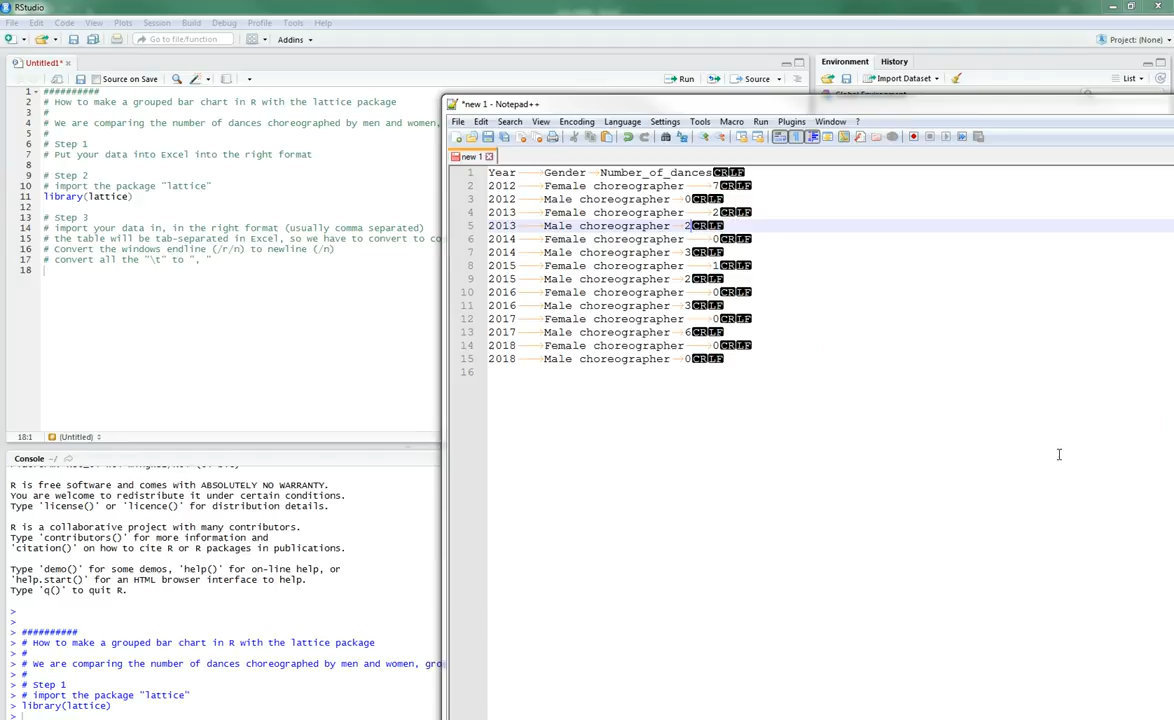 RStudio
File Edit Code View Plots Session Build Debug Profile Tools Help
Go to file/function Addins Project: (None)
Untitled1* ×
Source on Save Run Source
1 ##########
2 # How to make a grouped bar chart in R with the lattice package
3 #
4 # We are comparing the number of dances choreographed by men and women,
5 #
6 # Step 1
7 # Put your data into Excel into the right format
8
9 # Step 2
10 # import the package "lattice"
11 library(lattice)
12
13 # Step 3
14 # import your data in, in the right format (usually comma separated)
15 # the table will be tab-separated in Excel, so we have to convert to co
16 # Convert the windows endline (/r/n) to newline (/n)
17 # convert all the "\t" to ", "
18
18:1 (Untitled)
Console ~/
R is free software and comes with ABSOLUTELY NO WARRANTY.
You are welcome to redistribute it under certain conditions.
Type 'license()' or 'licence()' for distribution details.
R is a collaborative project with many contributors.
Type 'contributors()' for more information and
'citation()' on how to cite R or R packages in publications.
Type 'demo()' for some demos, 'help()' for on-line help, or
'help.start()' for an HTML browser interface to help.
Type 'q()' to quit R.
>
>
> ##########
> # How to make a grouped bar chart in R with the lattice package
> #
> # We are comparing the number of dances choreographed by men and women, gro
> #
> # Step 1
> # import the package "lattice"
> library(lattice)
>
Environment History
Import Dataset List
Global Environment
*new 1 - Notepad++
File Edit Search View Encoding Language Settings Tools Macro Run Plugins Window ?
new 1
1 Year Gender Number_of_dances CRLF
2 2012 Female choreographer 7 CRLF
3 2012 Male choreographer 0 CRLF
4 2013 Female choreographer 2 CRLF
5 2013 Male choreographer 2 CRLF
6 2014 Female choreographer 0 CRLF
7 2014 Male choreographer 3 CRLF
8 2015 Female choreographer 1 CRLF
9 2015 Male choreographer 2 CRLF
10 2016 Female choreographer 0 CRLF
11 2016 Male choreographer 3 CRLF
12 2017 Female choreographer 0 CRLF
13 2017 Male choreographer 6 CRLF
14 2018 Female choreographer 0 CRLF
15 2018 Male choreographer 0 CRLF
16